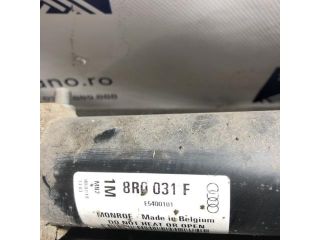 no.ro
1M
8R0 031 F
E5400101
MONROE Made in Belgium
DO NOT HEAT OR OPEN